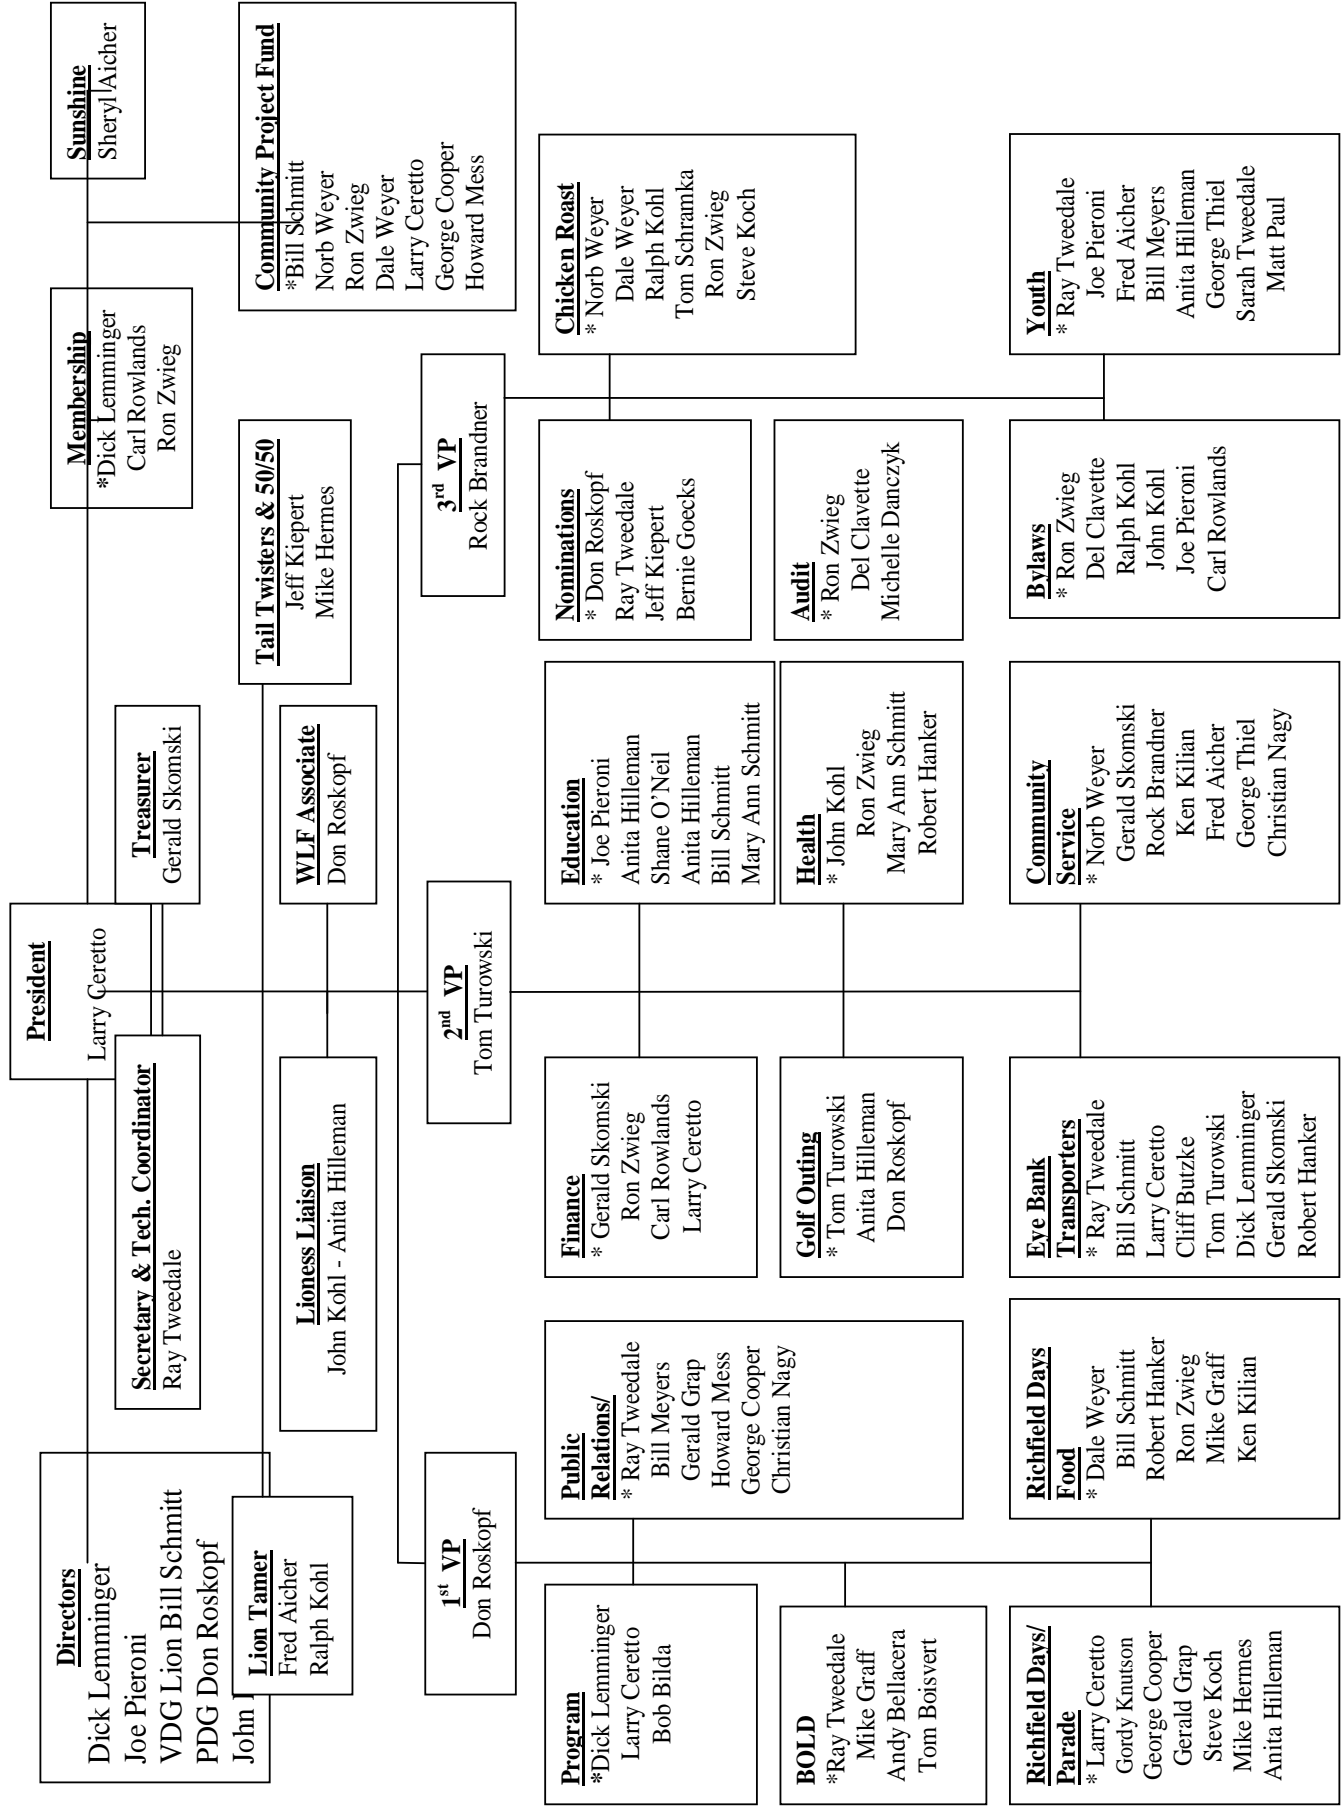 President
Larry Ceretto
Directors
Dick Lemminger
Joe Pieroni
VDG Lion Bill Schmitt
PDG Don Roskopf
John
Secretary & Tech. Coordinator
Ray Tweedale
Treasurer
Gerald Skomski
Membership
*Dick Lemminger
Carl Rowlands
Ron Zwieg
Sunshine
Sheryl Aicher
Lion Tamer
Fred Aicher
Ralph Kohl
Lioness Liaison
John Kohl - Anita Hilleman
WLF Associate
Don Roskopf
Tail Twisters & 50/50
Jeff Kiepert
Mike Hermes
Community Project Fund
*Bill Schmitt
Norb Weyer
Ron Zwieg
Dale Weyer
Larry Ceretto
George Cooper
Howard Mess
1st VP
Don Roskopf
2nd VP
Tom Turowski
3rd VP
Rock Brandner
Program
*Dick Lemminger
Larry Ceretto
Bob Bilda
Public
Relations/
* Ray Tweedale
Bill Meyers
Gerald Grap
Howard Mess
George Cooper
Christian Nagy
Finance
* Gerald Skomski
Ron Zwieg
Carl Rowlands
Larry Ceretto
Education
* Joe Pieroni
Anita Hilleman
Shane O'Neil
Anita Hilleman
Bill Schmitt
Mary Ann Schmitt
Nominations
* Don Roskopf
Ray Tweedale
Jeff Kiepert
Bernie Goecks
Chicken Roast
* Norb Weyer
Dale Weyer
Ralph Kohl
Tom Schramka
Ron Zwieg
Steve Koch
BOLD
*Ray Tweedale
Mike Graff
Andy Bellacera
Tom Boisvert
Golf Outing
* Tom Turowski
Anita Hilleman
Don Roskopf
Health
* John Kohl
Ron Zwieg
Mary Ann Schmitt
Robert Hanker
Audit
* Ron Zwieg
Del Clavette
Michelle Danczyk
Richfield Days/
Parade
* Larry Ceretto
Gordy Knutson
George Cooper
Gerald Grap
Steve Koch
Mike Hermes
Anita Hilleman
Richfield Days
Food
* Dale Weyer
Bill Schmitt
Robert Hanker
Ron Zwieg
Mike Graff
Ken Kilian
Eye Bank
Transporters
* Ray Tweedale
Bill Schmitt
Larry Ceretto
Cliff Butzke
Tom Turowski
Dick Lemminger
Gerald Skomski
Robert Hanker
Community
Service
* Norb Weyer
Gerald Skomski
Rock Brandner
Ken Kilian
Fred Aicher
George Thiel
Christian Nagy
Bylaws
* Ron Zwieg
Del Clavette
Ralph Kohl
John Kohl
Joe Pieroni
Carl Rowlands
Youth
* Ray Tweedale
Joe Pieroni
Fred Aicher
Bill Meyers
Anita Hilleman
George Thiel
Sarah Tweedale
Matt Paul